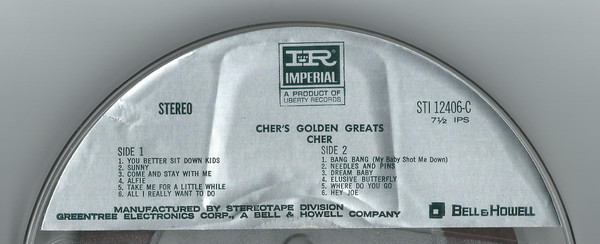 IR
IMPERIAL
A PRODUCT OF
LIBERTY RECORDS
STEREO
STI 12406-C
7½ IPS
CHER'S GOLDEN GREATS
CHER
SIDE 1
1. YOU BETTER SIT DOWN KIDS
2. SUNNY
3. COME AND STAY WITH ME
4. ALFIE
5. TAKE ME FOR A LITTLE WHILE
6. ALL I REALLY WANT TO DO
SIDE 2
1. BANG BANG (My Baby Shot Me Down)
2. NEEDLES AND PINS
3. DREAM BABY
4. ELUSIVE BUTTERFLY
5. WHERE DO YOU GO
6. HEY JOE
MANUFACTURED BY STEREOTAPE DIVISION
GREENTREE ELECTRONICS CORP., A BELL & HOWELL COMPANY
BELL & HOWELL